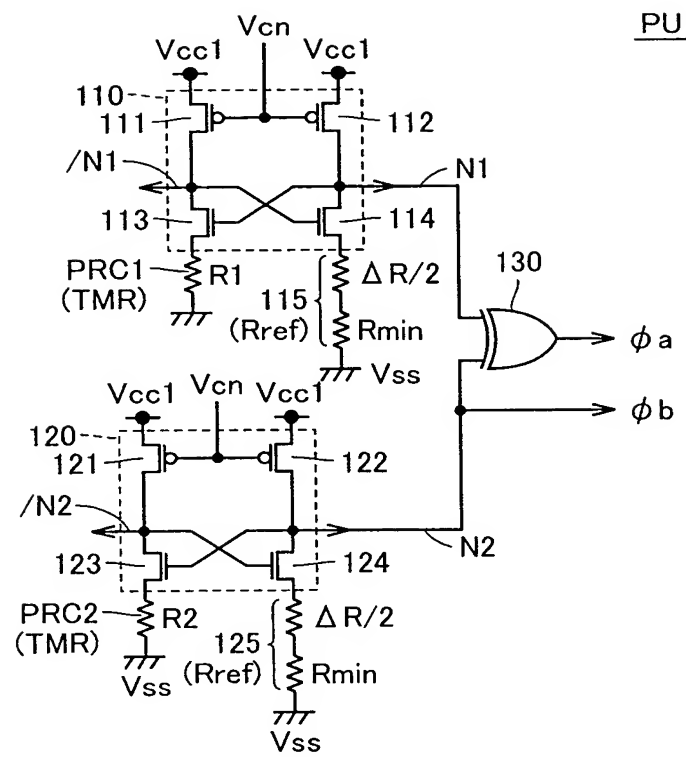 PU
Vcn
Vcc1 Vcc1
110
111 112
/N1 N1
113 114
130
PRC1
(TMR)
R1
ΔR/2
115
(Rref)
Rmin
Vss
φa
Vcn
Vcc1 Vcc1
φb
120
121 122
/N2 N2
123 124
PRC2
(TMR)
R2
ΔR/2
125
(Rref)
Rmin
Vss
Vss